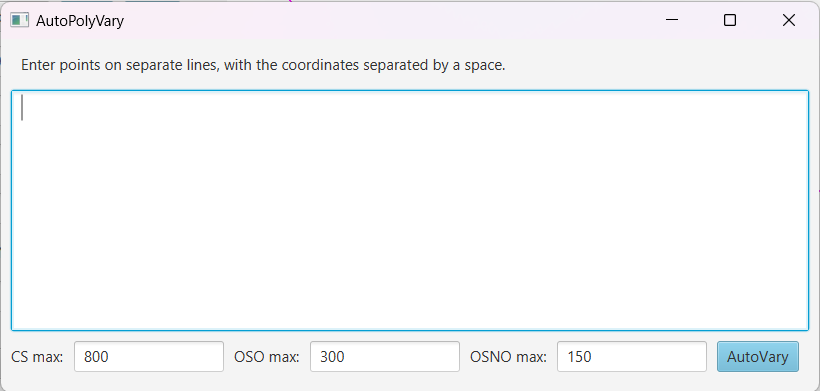 AutoPolyVary
Enter points on separate lines, with the coordinates separated by a space.
CS max: 800 OSO max: 300 OSNO max: 150 AutoVary